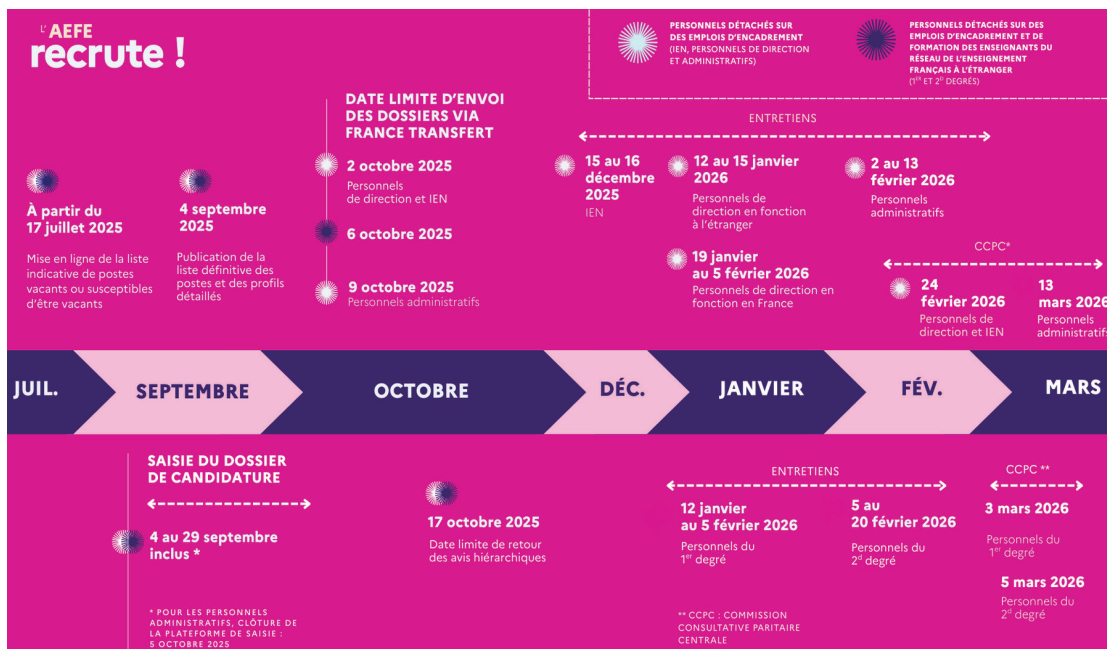 L'AEFE
recrute !
PERSONNELS DÉTACHÉS SUR
DES EMPLOIS D'ENCADREMENT
(IEN, PERSONNELS DE DIRECTION
ET ADMINISTRATIFS)
PERSONNELS DÉTACHÉS SUR DES
EMPLOIS D'ENCADREMENT ET DE
FORMATION DES ENSEIGNANTS DU
RÉSEAU DE L'ENSEIGNEMENT
FRANÇAIS À L'ÉTRANGER
(1ER ET 2D DEGRÉS)
À partir du
17 juillet 2025
Mise en ligne de la liste
indicative de postes
vacants ou susceptibles
d'être vacants
4 septembre
2025
Publication de la
liste définitive des
postes et des profils
détaillés
DATE LIMITE D'ENVOI
DES DOSSIERS VIA
FRANCE TRANSFERT
2 octobre 2025
Personnels
de direction et IEN
6 octobre 2025
9 octobre 2025
Personnels administratifs
ENTRETIENS
15 au 16
décembre
2025
IEN
12 au 15 janvier
2026
Personnels de
direction en fonction
à l'étranger
19 janvier
au 5 février 2026
Personnels de direction en
fonction en France
2 au 13
février 2026
Personnels
administratifs
CCPC*
24
février 2026
Personnels de
direction et IEN
13
mars 2026
Personnels
administratifs
JUIL.
SEPTEMBRE
OCTOBRE
DÉC.
JANVIER
FÉV.
MARS
SAISIE DU DOSSIER
DE CANDIDATURE
4 au 29 septembre
inclus *
* POUR LES PERSONNELS
ADMINISTRATIFS, CLÔTURE DE
LA PLATEFORME DE SAISIE :
5 OCTOBRE 2025
17 octobre 2025
Date limite de retour
des avis hiérarchiques
ENTRETIENS
12 janvier
au 5 février 2026
Personnels du
1er degré
5 au
20 février 2026
Personnels du
2d degré
** CCPC : COMMISSION
CONSULTATIVE PARITAIRE
CENTRALE
CCPC **
3 mars 2026
Personnels du
1er degré
5 mars 2026
Personnels du
2d degré